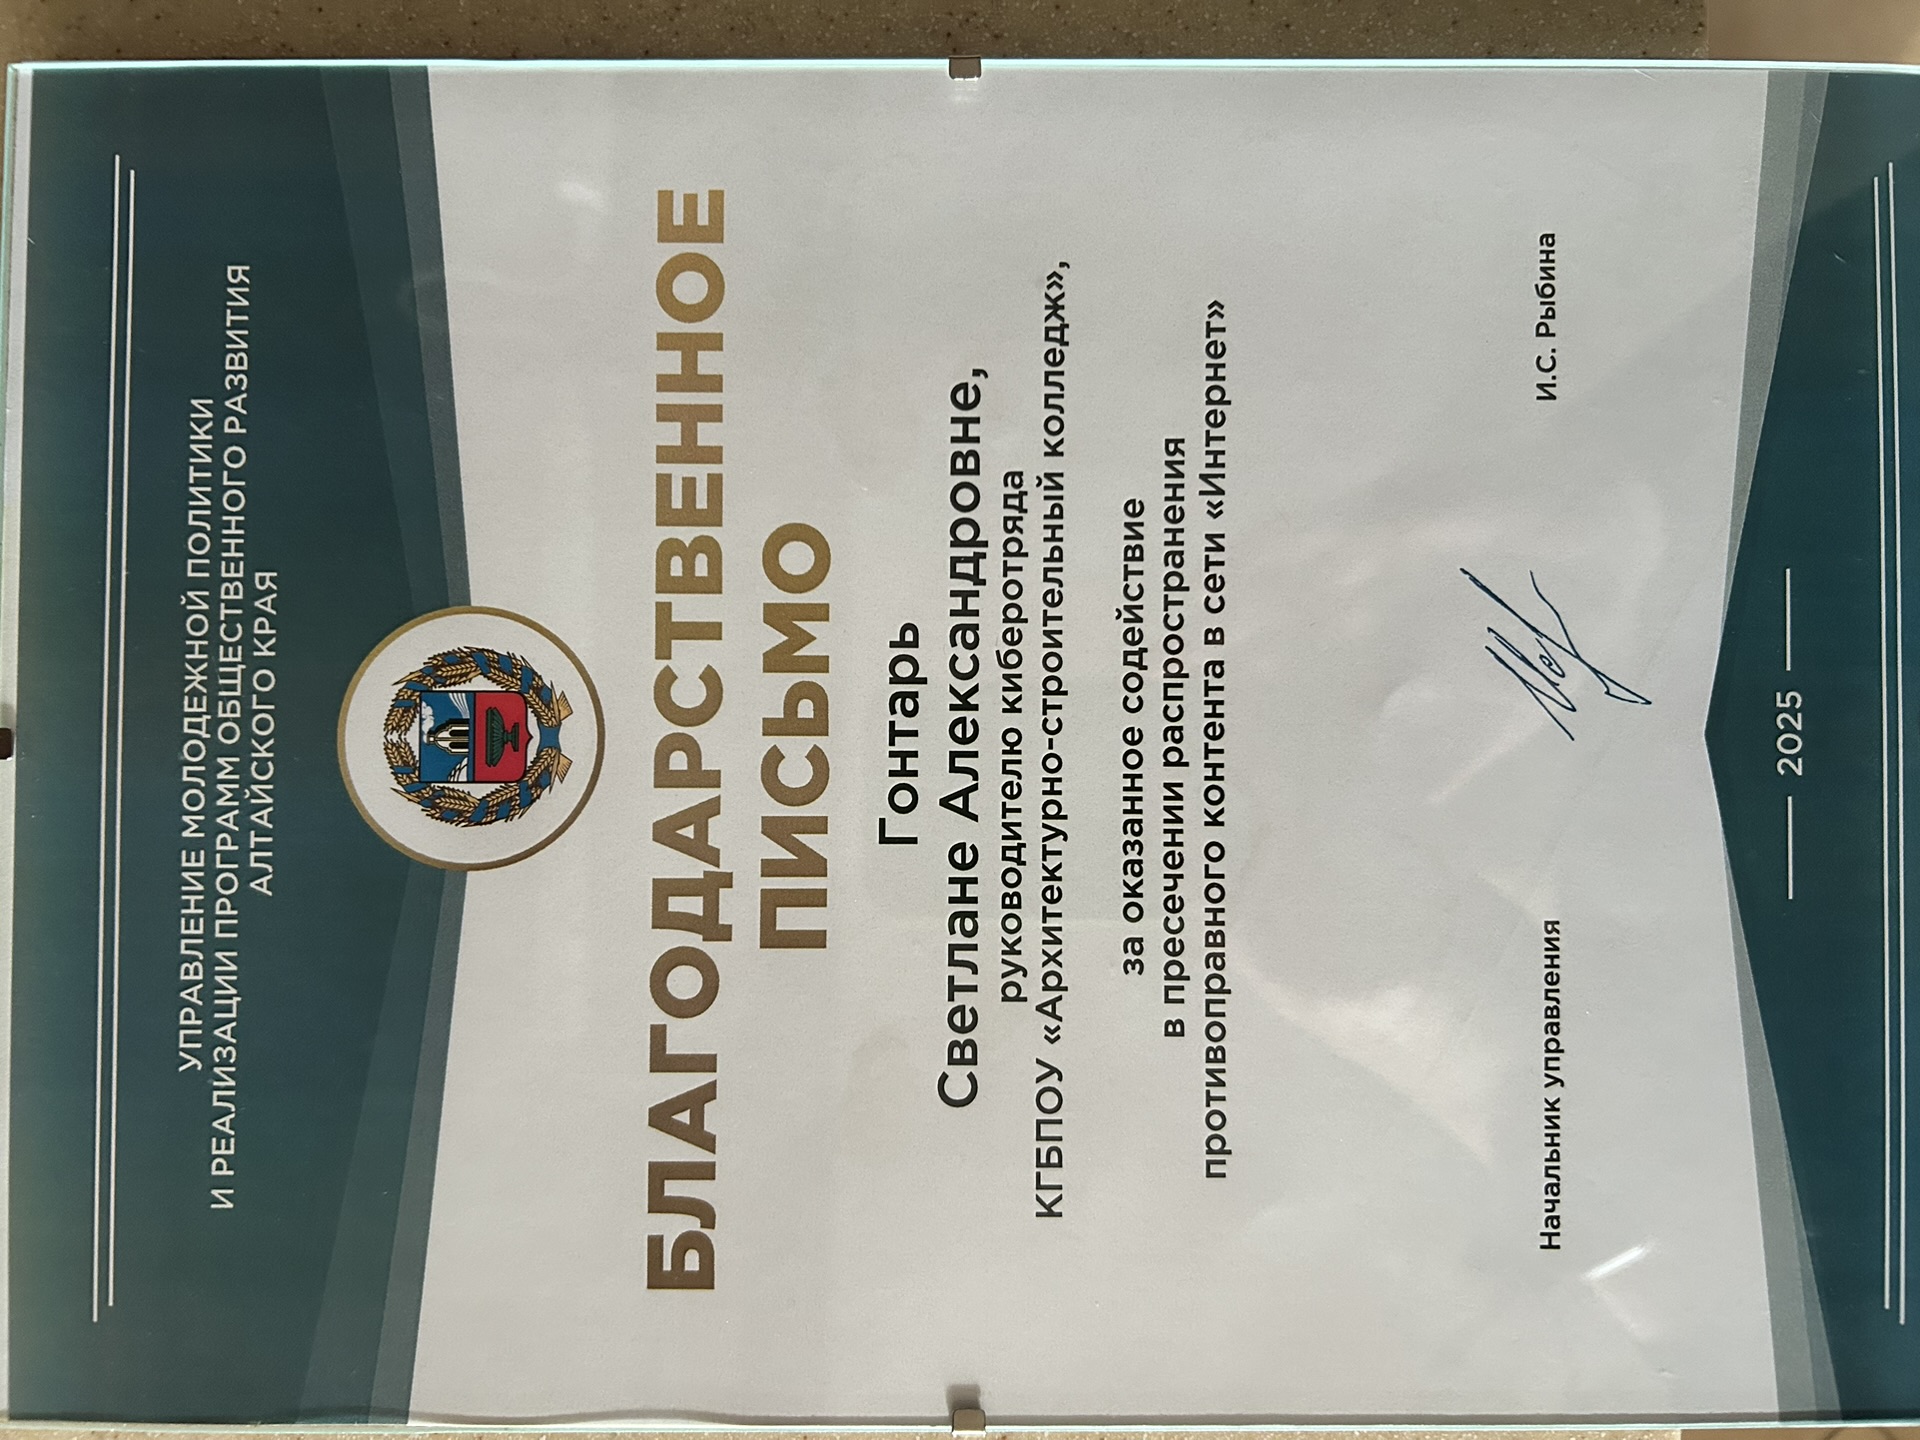 УПРАВЛЕНИЕ МОЛОДЕЖНОЙ ПОЛИТИКИ
И РЕАЛИЗАЦИИ ПРОГРАММ ОБЩЕСТВЕННОГО РАЗВИТИЯ
АЛТАЙСКОГО КРАЯ
БЛАГОДАРСТВЕННОЕ
ПИСЬМО
Гонтарь
Светлане Александровне,
руководителю киберотряда
КГБПОУ «Архитектурно-строительный колледж»,
за оказанное содействие
в пресечении распространения
противоправного контента в сети «Интернет»
Начальник управления И.С. Рыбина
2025